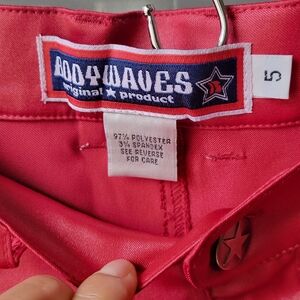 BODYWAVES
original ★ product
5
97% POLYESTER
3% SPANDEX
SEE REVERSE
FOR CARE